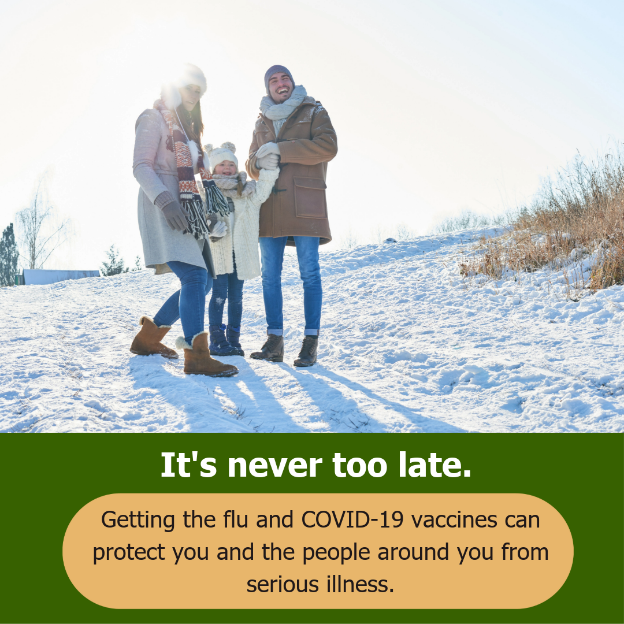 It's never too late.
Getting the flu and COVID-19 vaccines can
protect you and the people around you from
serious illness.